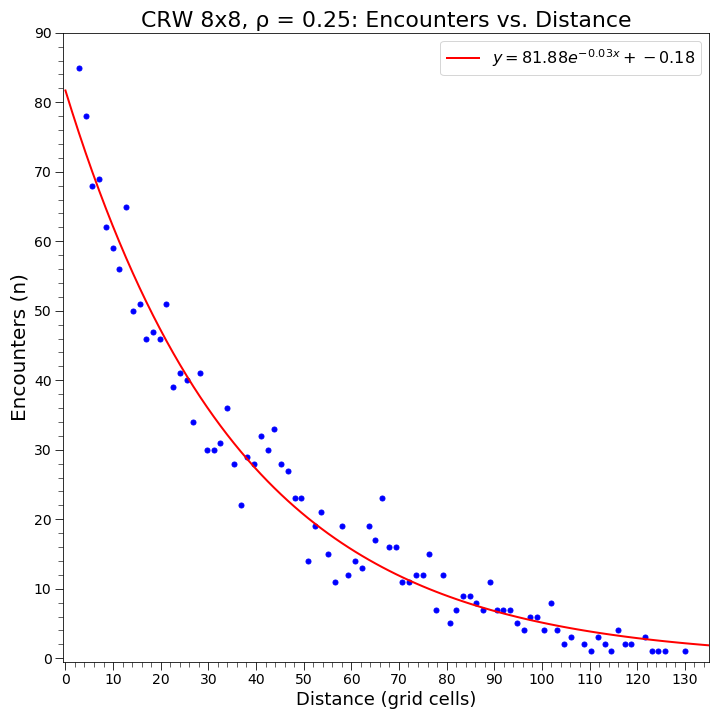 CRW 8x8, ρ = 0.25: Encounters vs. Distance
y = 81.88e^{-0.03x} + -0.18
90
80
70
60
50
40
30
20
10
0
Encounters (n)
0 10 20 30 40 50 60 70 80 90 100 110 120 130
Distance (grid cells)